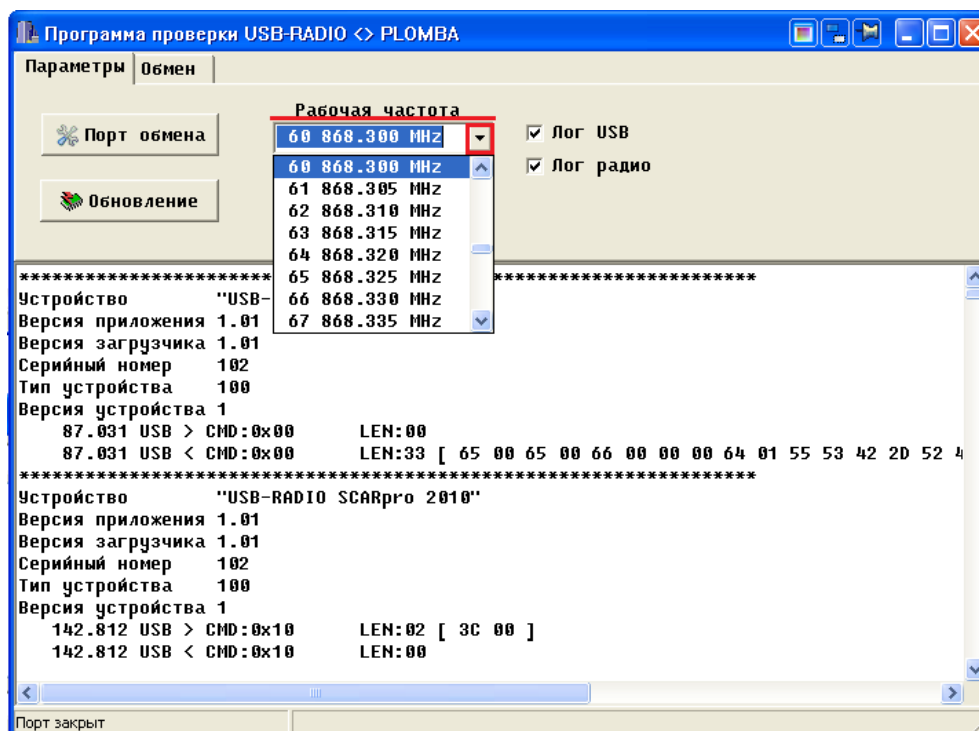 Программа проверки USB-RADIO <> PLOMBA
Параметры Обмен
Рабочая частота
Порт обмена
60 868.300 MHz
Лог USB
60 868.300 MHz
Лог радио
61 868.305 MHz
Обновление
62 868.310 MHz
63 868.315 MHz
64 868.320 MHz
65 868.325 MHz
66 868.330 MHz
67 868.335 MHz
*******************************************************************
Устройство "USB-
Версия приложения 1.01
Версия загрузчика 1.01
Серийный номер 102
Тип устройства 100
Версия устройства 1
87.031 USB > CMD:0x00 LEN:00
87.031 USB < CMD:0x00 LEN:33 [ 65 00 65 00 66 00 00 00 64 01 55 53 42 2D 52 4
*******************************************************************
Устройство "USB-RADIO SCARpro 2010"
Версия приложения 1.01
Версия загрузчика 1.01
Серийный номер 102
Тип устройства 100
Версия устройства 1
142.812 USB > CMD:0x10 LEN:02 [ 3C 00 ]
142.812 USB < CMD:0x10 LEN:00
Порт закрыт